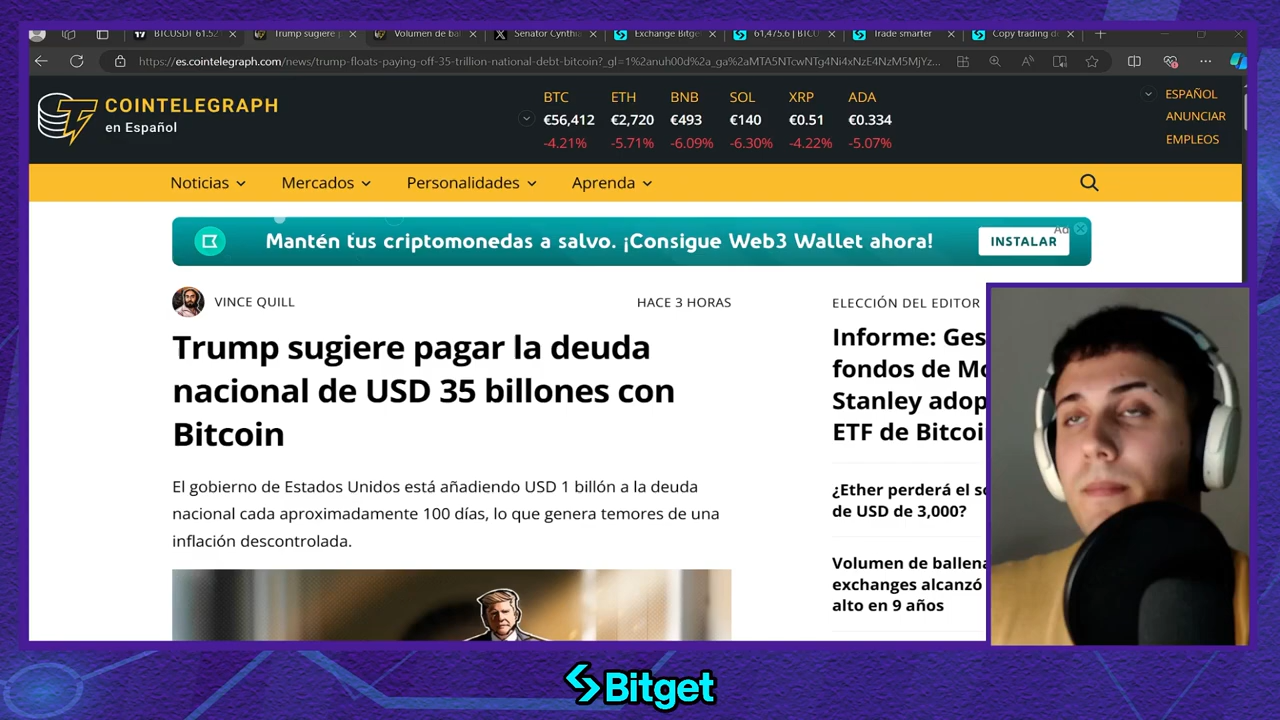 BTCUSDT 61.52
Trump sugiere
Volumen de bal
Senator Cynthi
Exchange Bitge
61,475.6 | BTCU
Trade smarter
Copy trading d
https://es.cointelegraph.com/news/trump-floats-paying-off-35-trillion-national-debt-bitcoin?_gl=1%2anuh00d%2a_ga%2aMTA5NTcwNTg4Ni4xNzE4NzM5MjYz...
COINTELEGRAPH
en Español
BTC ETH BNB SOL XRP ADA
€56,412 €2,720 €493 €140 €0.51 €0.334
-4.21% -5.71% -6.09% -6.30% -4.22% -5.07%
ESPAÑOL
ANUNCIAR
EMPLEOS
Noticias Mercados Personalidades Aprenda
Mantén tus criptomonedas a salvo. ¡Consigue Web3 Wallet ahora!
INSTALAR
Ad
VINCE QUILL
HACE 3 HORAS
Trump sugiere pagar la deuda
nacional de USD 35 billones con
Bitcoin
El gobierno de Estados Unidos está añadiendo USD 1 billón a la deuda
nacional cada aproximadamente 100 días, lo que genera temores de una
inflación descontrolada.
ELECCIÓN DEL EDITOR
Informe: Ges
fondos de Mo
Stanley adop
ETF de Bitcoi
¿Ether perderá el so
de USD de 3,000?
Volumen de ballena
exchanges alcanzó
alto en 9 años
Bitget